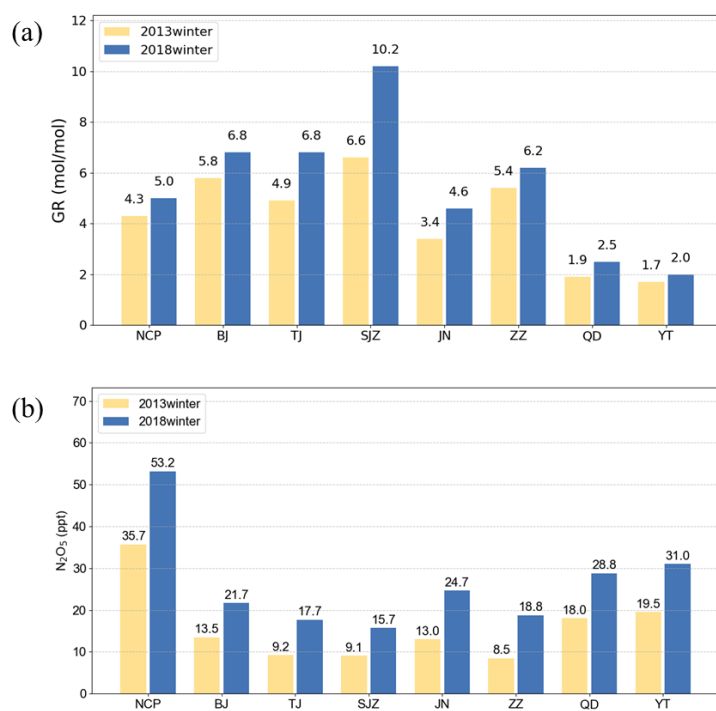 (a)
12
10
8
6
4
2
0
GR (mol/mol)
2013winter
2018winter
4.3 5.0 5.8 6.8 4.9 6.8 6.6 10.2 3.4 4.6 5.4 6.2 1.9 2.5 1.7 2.0
NCP BJ TJ SJZ JN ZZ QD YT
(b)
70
60
50
40
30
20
10
0
N₂O₅ (ppt)
2013winter
2018winter
35.7 53.2 13.5 21.7 9.2 17.7 9.1 15.7 13.0 24.7 8.5 18.8 18.0 28.8 19.5 31.0
NCP BJ TJ SJZ JN ZZ QD YT